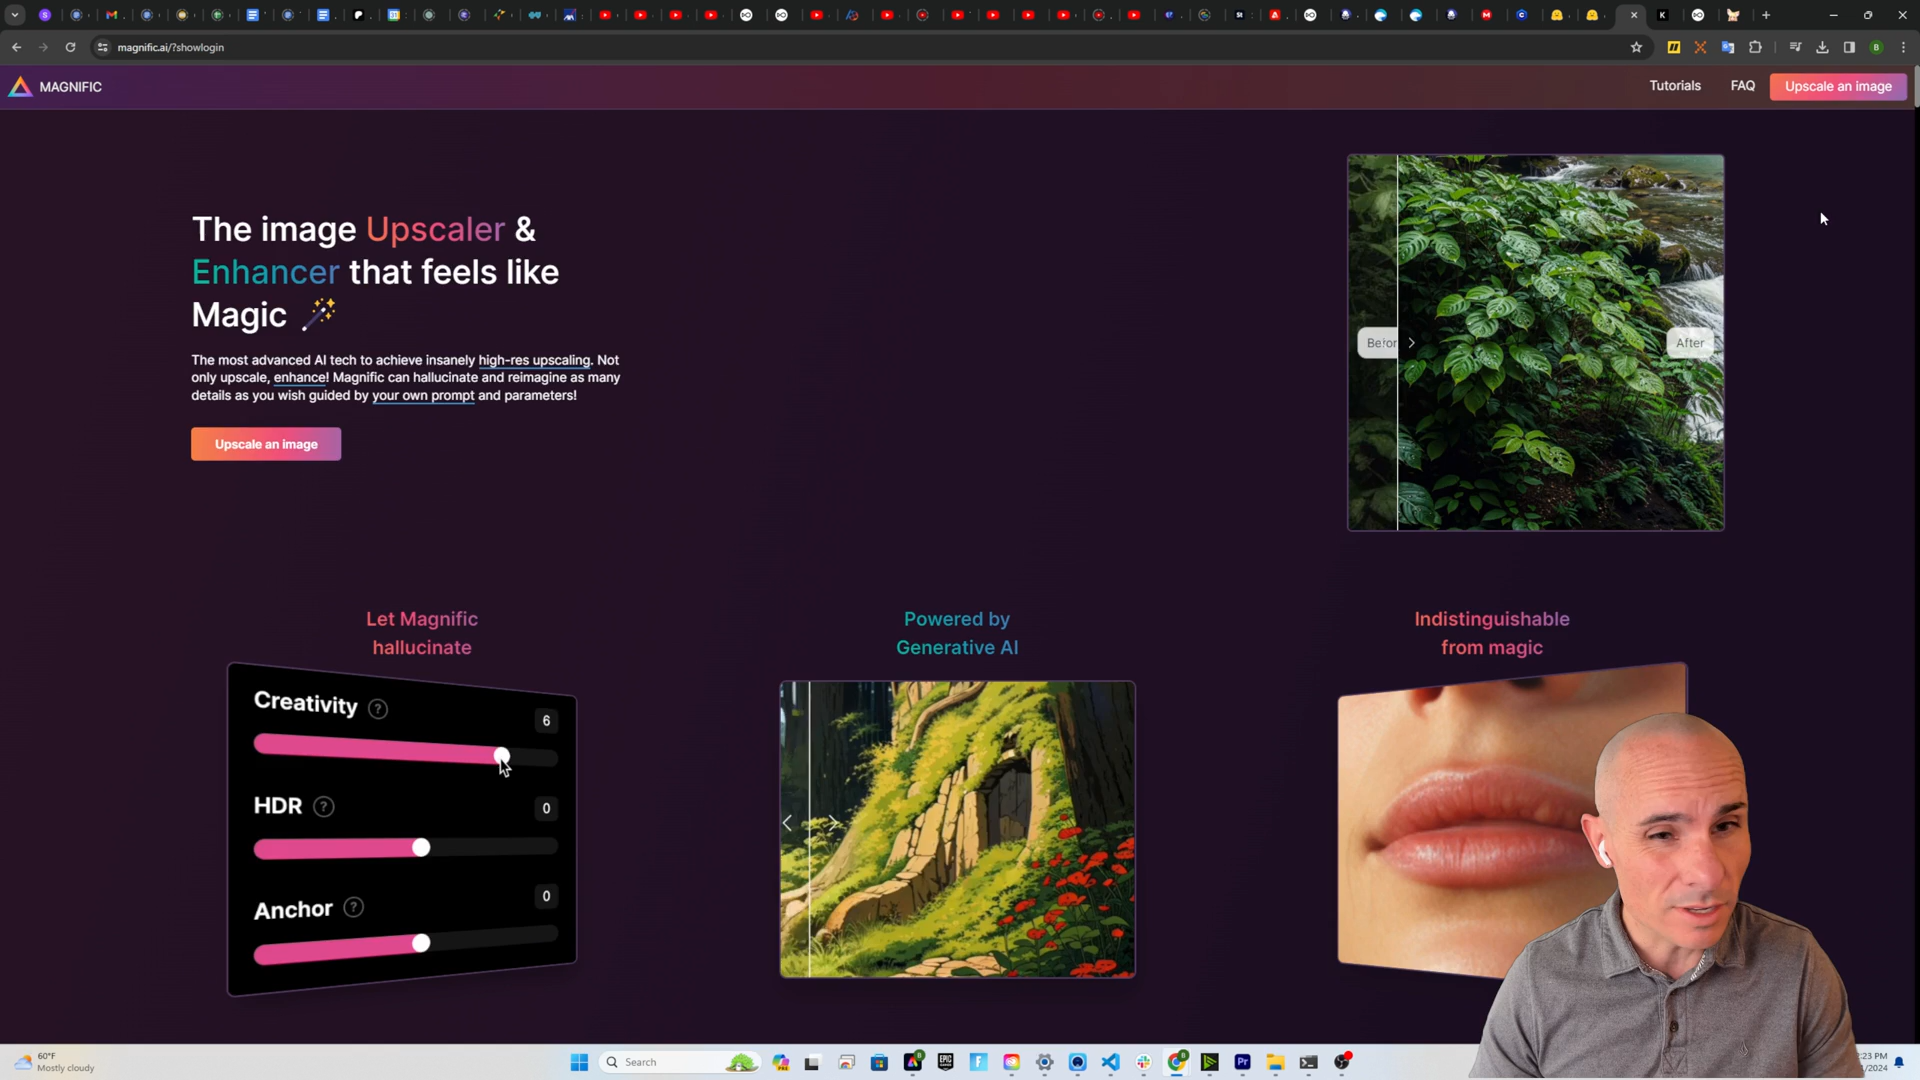 magnific.ai/?showlogin
MAGNIFIC
Tutorials
FAQ
Upscale an image
The image Upscaler &
Enhancer that feels like
Magic
The most advanced AI tech to achieve insanely high-res upscaling. Not
only upscale, enhance! Magnific can hallucinate and reimagine as many
details as you wish guided by your own prompt and parameters!
Upscale an image
After
Let Magnific
hallucinate
Powered by
Generative AI
Indistinguishable
from magic
Creativity ?
6
HDR ?
0
Anchor ?
0
60°F
Mostly cloudy
Search
:23 PM
/2024